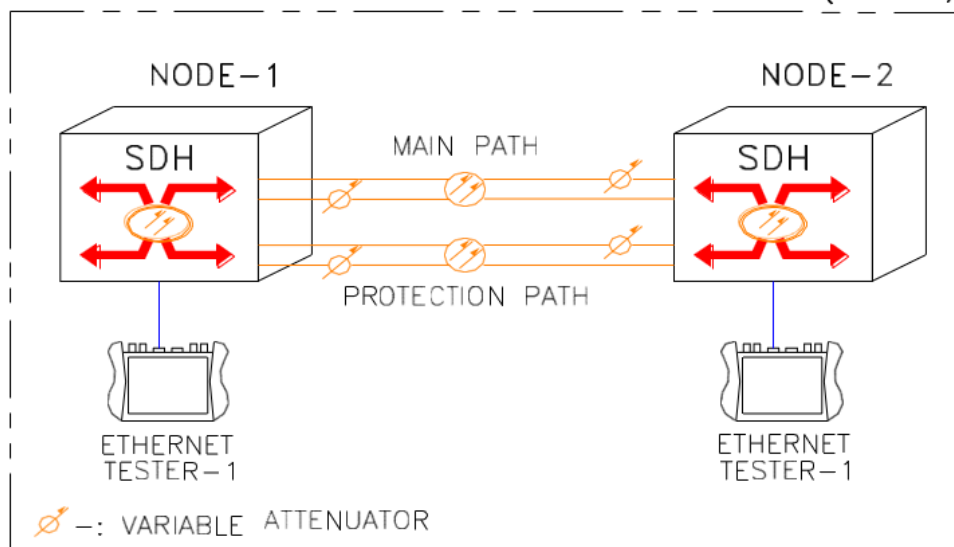 NODE-1
NODE-2
MAIN PATH
SDH
SDH
PROTECTION PATH
ETHERNET
TESTER-1
ETHERNET
TESTER-1
-: VARIABLE ATTENUATOR